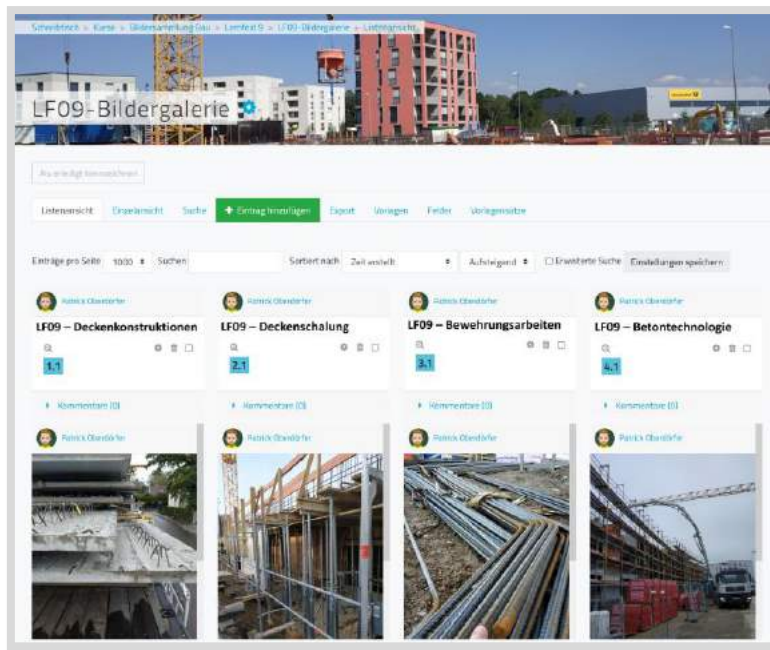 Schreibtisch » Kurse » Bildersammlung Bau » Lernfeld 9 » LF09-Bildergalerie » Listenansicht
LF09-Bildergalerie
Als erledigt kennzeichnen
Listenansicht Einzelansicht Suche + Eintrag hinzufügen Export Vorlagen Felder Vorlagensätze
Einträge pro Seite 1000 Suchen Sortiert nach Zeit erstellt Aufsteigend Erweiterte Suche Einstellungen speichern
Patrick Oberdörfer Patrick Oberdörfer Patrick Oberdörfer Patrick Oberdörfer
LF09 – Deckenkonstruktionen LF09 – Deckenschalung LF09 – Bewehrungsarbeiten LF09 – Betontechnologie
1.1 2.1 3.1 4.1
Kommentare (0) Kommentare (0) Kommentare (0) Kommentare (0)
Patrick Oberdörfer Patrick Oberdörfer Patrick Oberdörfer Patrick Oberdörfer